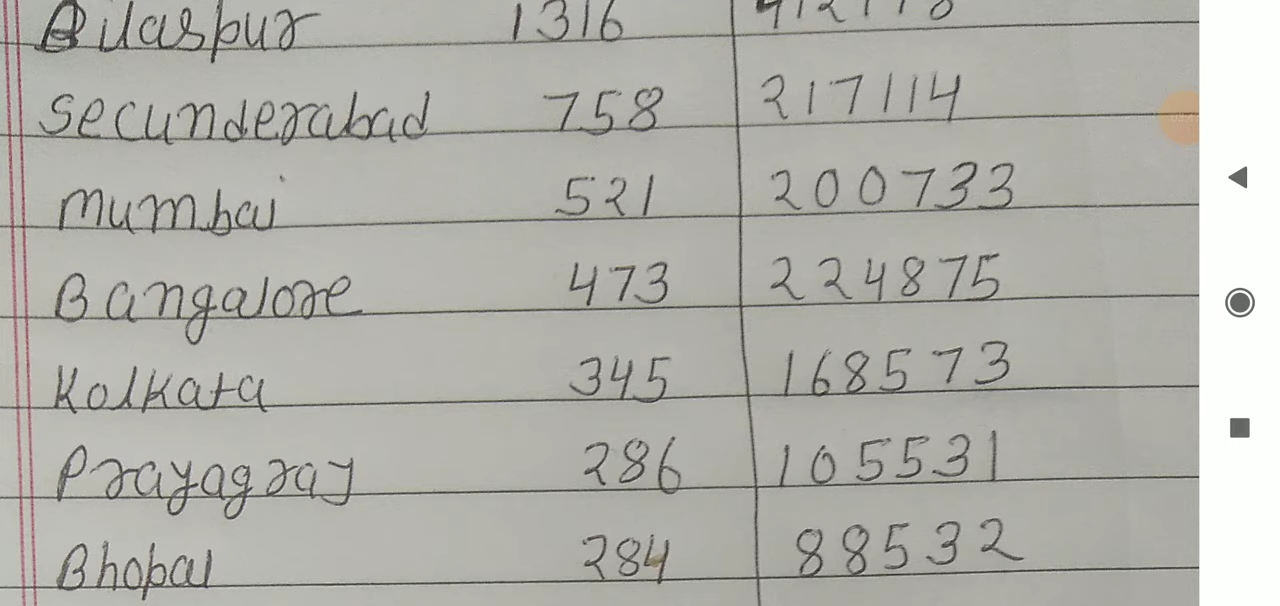 Bilaspur 1316
Secunderabad 758 217114
Mumbai 521 200733
Bangalore 473 224875
Kolkata 345 168573
Prayagraj 286 105531
Bhopal 284 88532